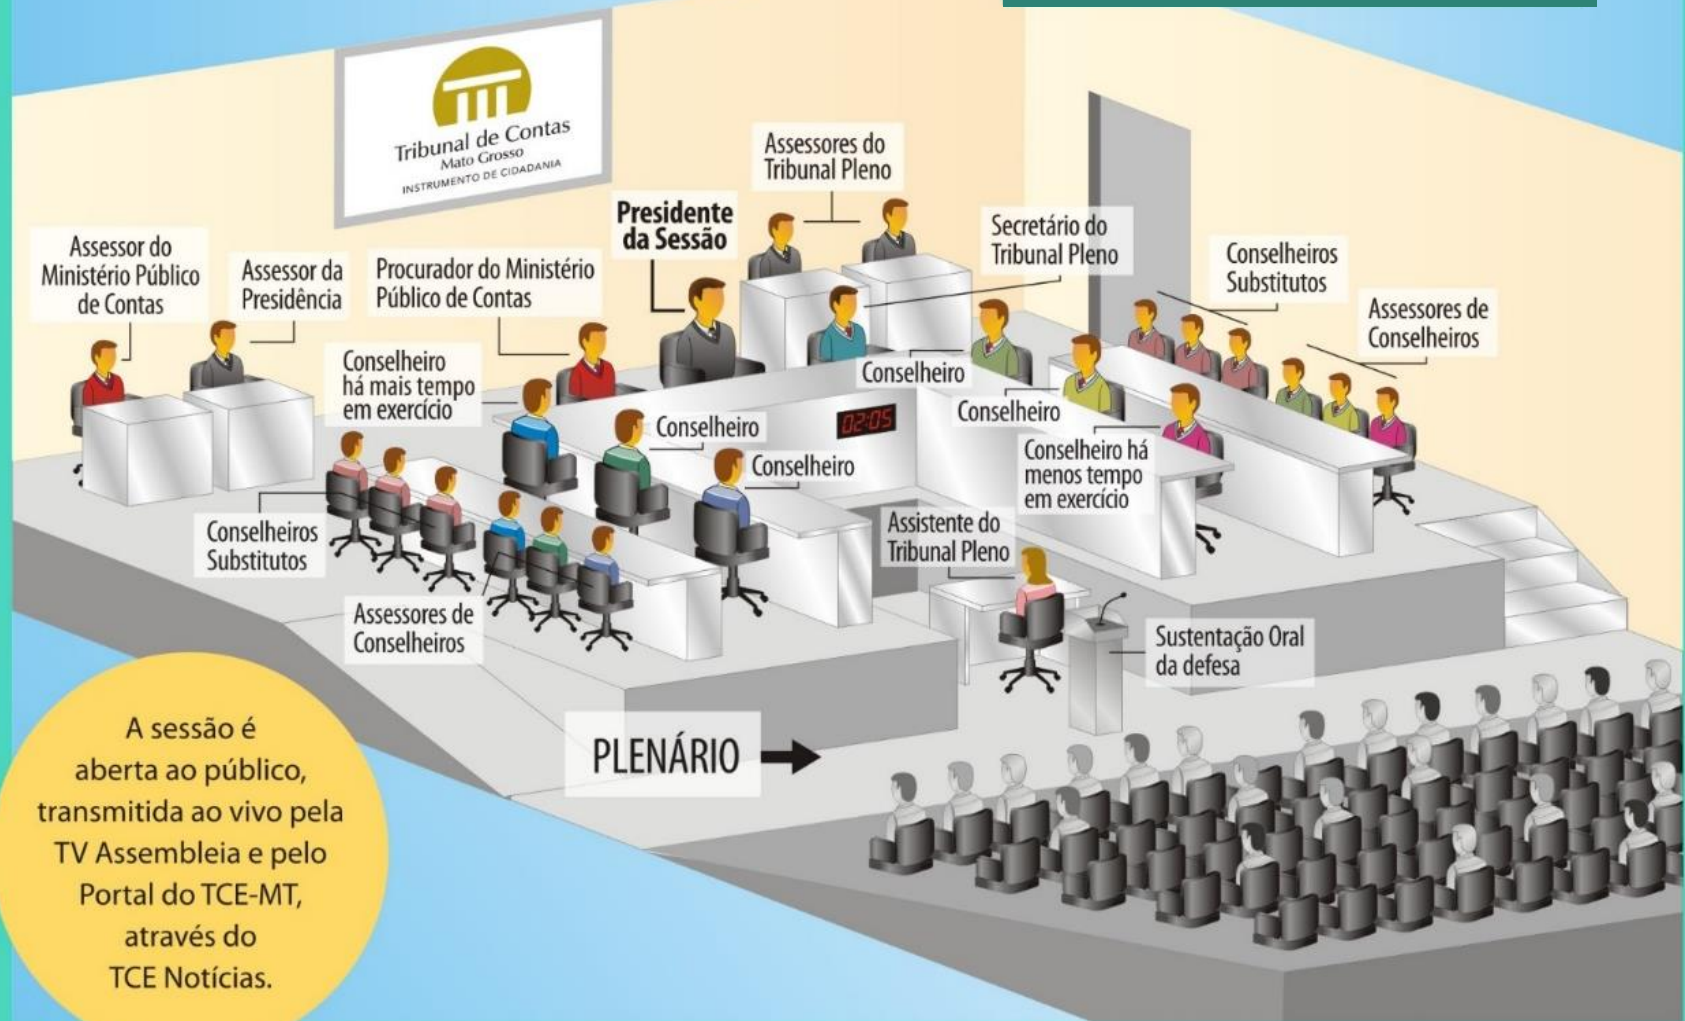 Tribunal de Contas
Mato Grosso
INSTRUMENTO DE CIDADANIA
Assessores do
Tribunal Pleno
Presidente
da Sessão
Secretário do
Tribunal Pleno
Conselheiros
Substitutos
Assessores de
Conselheiros
Assessor do
Ministério Público
de Contas
Assessor da
Presidência
Procurador do Ministério
Público de Contas
Conselheiro
há mais tempo
em exercício
Conselheiro
Conselheiro
02:05
Conselheiro
Conselheiro
Conselheiro há
menos tempo
em exercício
Conselheiros
Substitutos
Assessores de
Conselheiros
Assistente do
Tribunal Pleno
Sustentação Oral
da defesa
PLENÁRIO
A sessão é
aberta ao público,
transmitida ao vivo pela
TV Assembleia e pelo
Portal do TCE-MT,
através do
TCE Notícias.